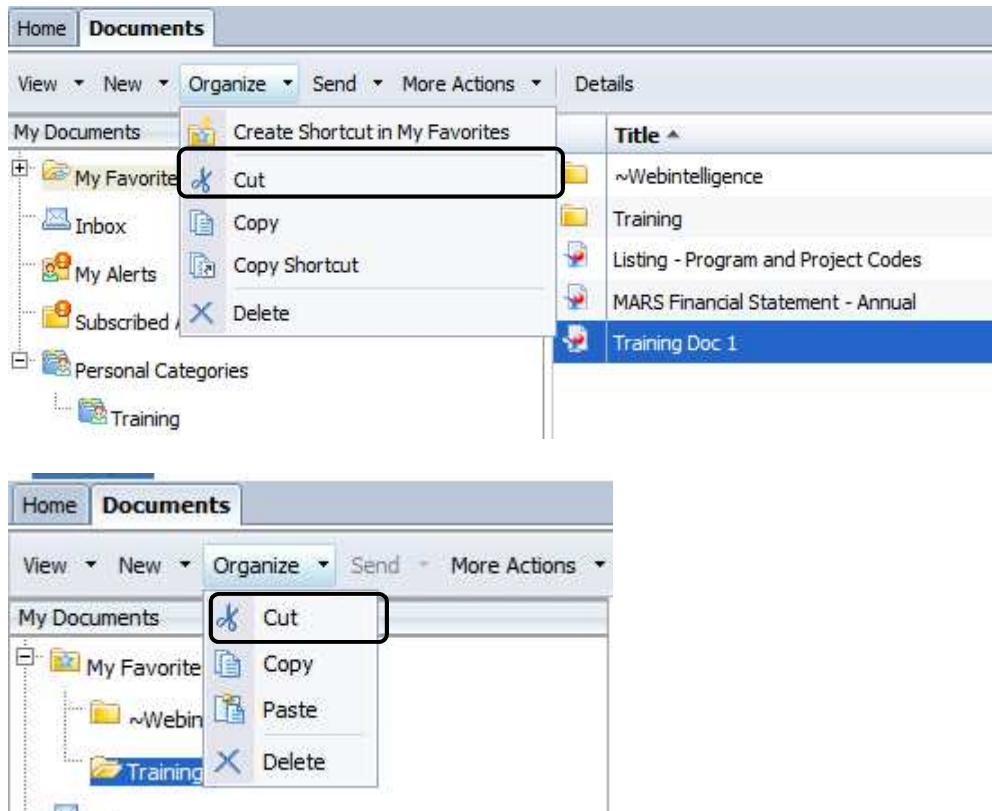 Home Documents
View New Organize Send More Actions Details
My Documents Create Shortcut in My Favorites Title
My Favorite Cut ~Webintelligence
Inbox Copy Training
My Alerts Copy Shortcut Listing - Program and Project Codes
Subscribed Delete MARS Financial Statement - Annual
Training Doc 1
Personal Categories
Training
Home Documents
View New Organize Send More Actions
My Documents Cut
My Favorite Copy
~Webin Paste
Training Delete